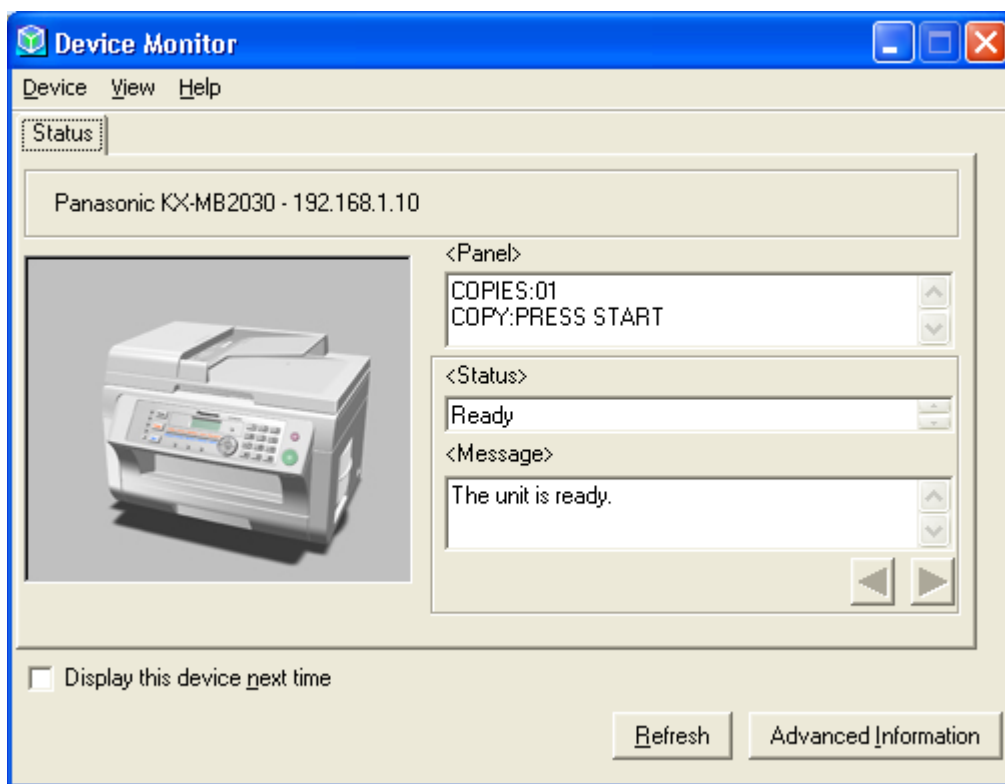 Device Monitor
Device View Help
Status
Panasonic KX-MB2030 - 192.168.1.10
<Panel>
COPIES:01
COPY:PRESS START
<Status>
Ready
<Message>
The unit is ready.
Panasonic
Display this device next time
Refresh Advanced Information